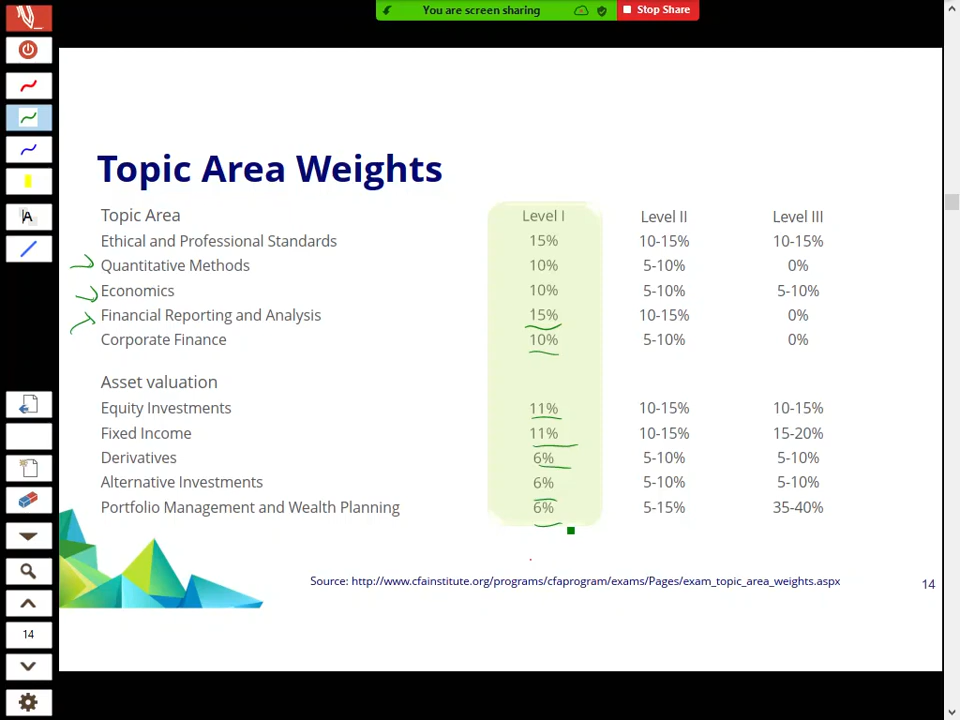 You are screen sharing Stop Share
Topic Area Weights
Topic Area Level I Level II Level III
Ethical and Professional Standards 15% 10-15% 10-15%
Quantitative Methods 10% 5-10% 0%
Economics 10% 5-10% 5-10%
Financial Reporting and Analysis 15% 10-15% 0%
Corporate Finance 10% 5-10% 0%
Asset valuation
Equity Investments 11% 10-15% 10-15%
Fixed Income 11% 10-15% 15-20%
Derivatives 6% 5-10% 5-10%
Alternative Investments 6% 5-10% 5-10%
Portfolio Management and Wealth Planning 6% 5-15% 35-40%
Source: http://www.cfainstitute.org/programs/cfaprogram/exams/Pages/exam_topic_area_weights.aspx
14
A
14